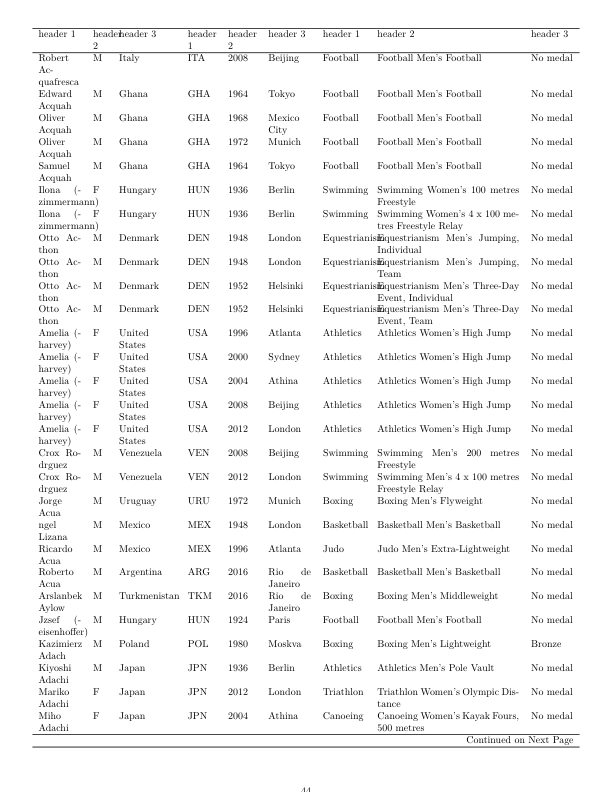 header 1 header 2 header 3 header 1 header 2 header 3 header 1 header 2 header 3
Robert Ac-quafresca M Italy ITA 2008 Beijing Football Football Men's Football No medal
Edward Acquah M Ghana GHA 1964 Tokyo Football Football Men's Football No medal
Oliver Acquah M Ghana GHA 1968 Mexico City Football Football Men's Football No medal
Oliver Acquah M Ghana GHA 1972 Munich Football Football Men's Football No medal
Samuel Acquah M Ghana GHA 1964 Tokyo Football Football Men's Football No medal
Ilona (-zimmermann) F Hungary HUN 1936 Berlin Swimming Swimming Women's 100 metres Freestyle No medal
Ilona (-zimmermann) F Hungary HUN 1936 Berlin Swimming Swimming Women's 4 x 100 me-tres Freestyle Relay No medal
Otto Ac-thon M Denmark DEN 1948 London Equestrianism Equestrianism Men's Jumping, Individual No medal
Otto Ac-thon M Denmark DEN 1948 London Equestrianism Equestrianism Men's Jumping, Team No medal
Otto Ac-thon M Denmark DEN 1952 Helsinki Equestrianism Equestrianism Men's Three-Day Event, Individual No medal
Otto Ac-thon M Denmark DEN 1952 Helsinki Equestrianism Equestrianism Men's Three-Day Event, Team No medal
Amelia (-harvey) F United States USA 1996 Atlanta Athletics Athletics Women's High Jump No medal
Amelia (-harvey) F United States USA 2000 Sydney Athletics Athletics Women's High Jump No medal
Amelia (-harvey) F United States USA 2004 Athina Athletics Athletics Women's High Jump No medal
Amelia (-harvey) F United States USA 2008 Beijing Athletics Athletics Women's High Jump No medal
Amelia (-harvey) F United States USA 2012 London Athletics Athletics Women's High Jump No medal
Crox Ro-drguez M Venezuela VEN 2008 Beijing Swimming Swimming Men's 200 metres Freestyle No medal
Crox Ro-drguez M Venezuela VEN 2012 London Swimming Swimming Men's 4 x 100 metres Freestyle Relay No medal
Jorge Acua M Uruguay URU 1972 Munich Boxing Boxing Men's Flyweight No medal
ngel Lizana M Mexico MEX 1948 London Basketball Basketball Men's Basketball No medal
Ricardo Acua M Mexico MEX 1996 Atlanta Judo Judo Men's Extra-Lightweight No medal
Roberto Acua M Argentina ARG 2016 Rio de Janeiro Basketball Basketball Men's Basketball No medal
Arslanbek Aylow M Turkmenistan TKM 2016 Rio de Janeiro Boxing Boxing Men's Middleweight No medal
Jzsef (-eisenhoffer) M Hungary HUN 1924 Paris Football Football Men's Football No medal
Kazimierz Adach M Poland POL 1980 Moskva Boxing Boxing Men's Lightweight Bronze
Kiyoshi Adachi M Japan JPN 1936 Berlin Athletics Athletics Men's Pole Vault No medal
Mariko Adachi F Japan JPN 2012 London Triathlon Triathlon Women's Olympic Dis-tance No medal
Miho Adachi F Japan JPN 2004 Athina Canoeing Canoeing Women's Kayak Fours, 500 metres No medal
Continued on Next Page
44